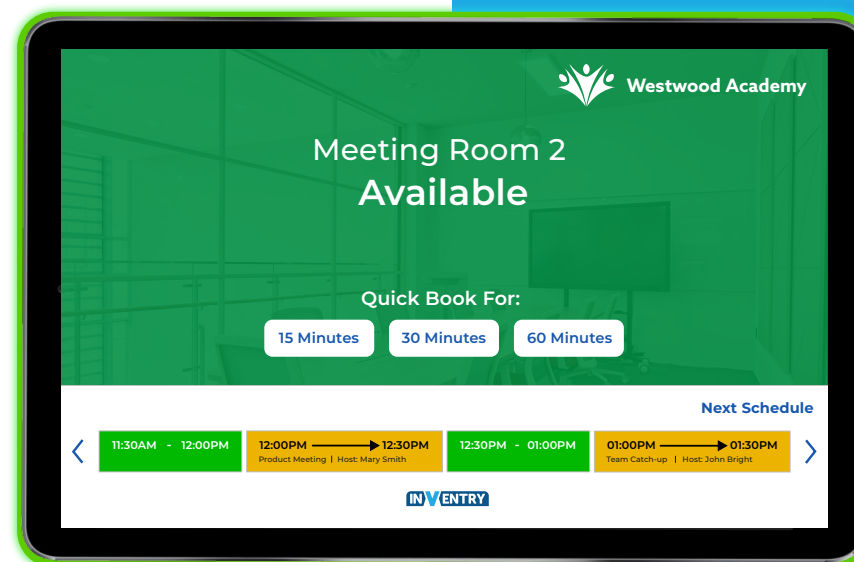 Westwood Academy
Meeting Room 2
Available
Quick Book For:
15 Minutes 30 Minutes 60 Minutes
Next Schedule
11:30AM - 12:00PM
12:00PM 12:30PM
Product Meeting | Host: Mary Smith
12:30PM - 01:00PM
01:00PM 01:30PM
Team Catch-up | Host: John Bright
INVENTRY